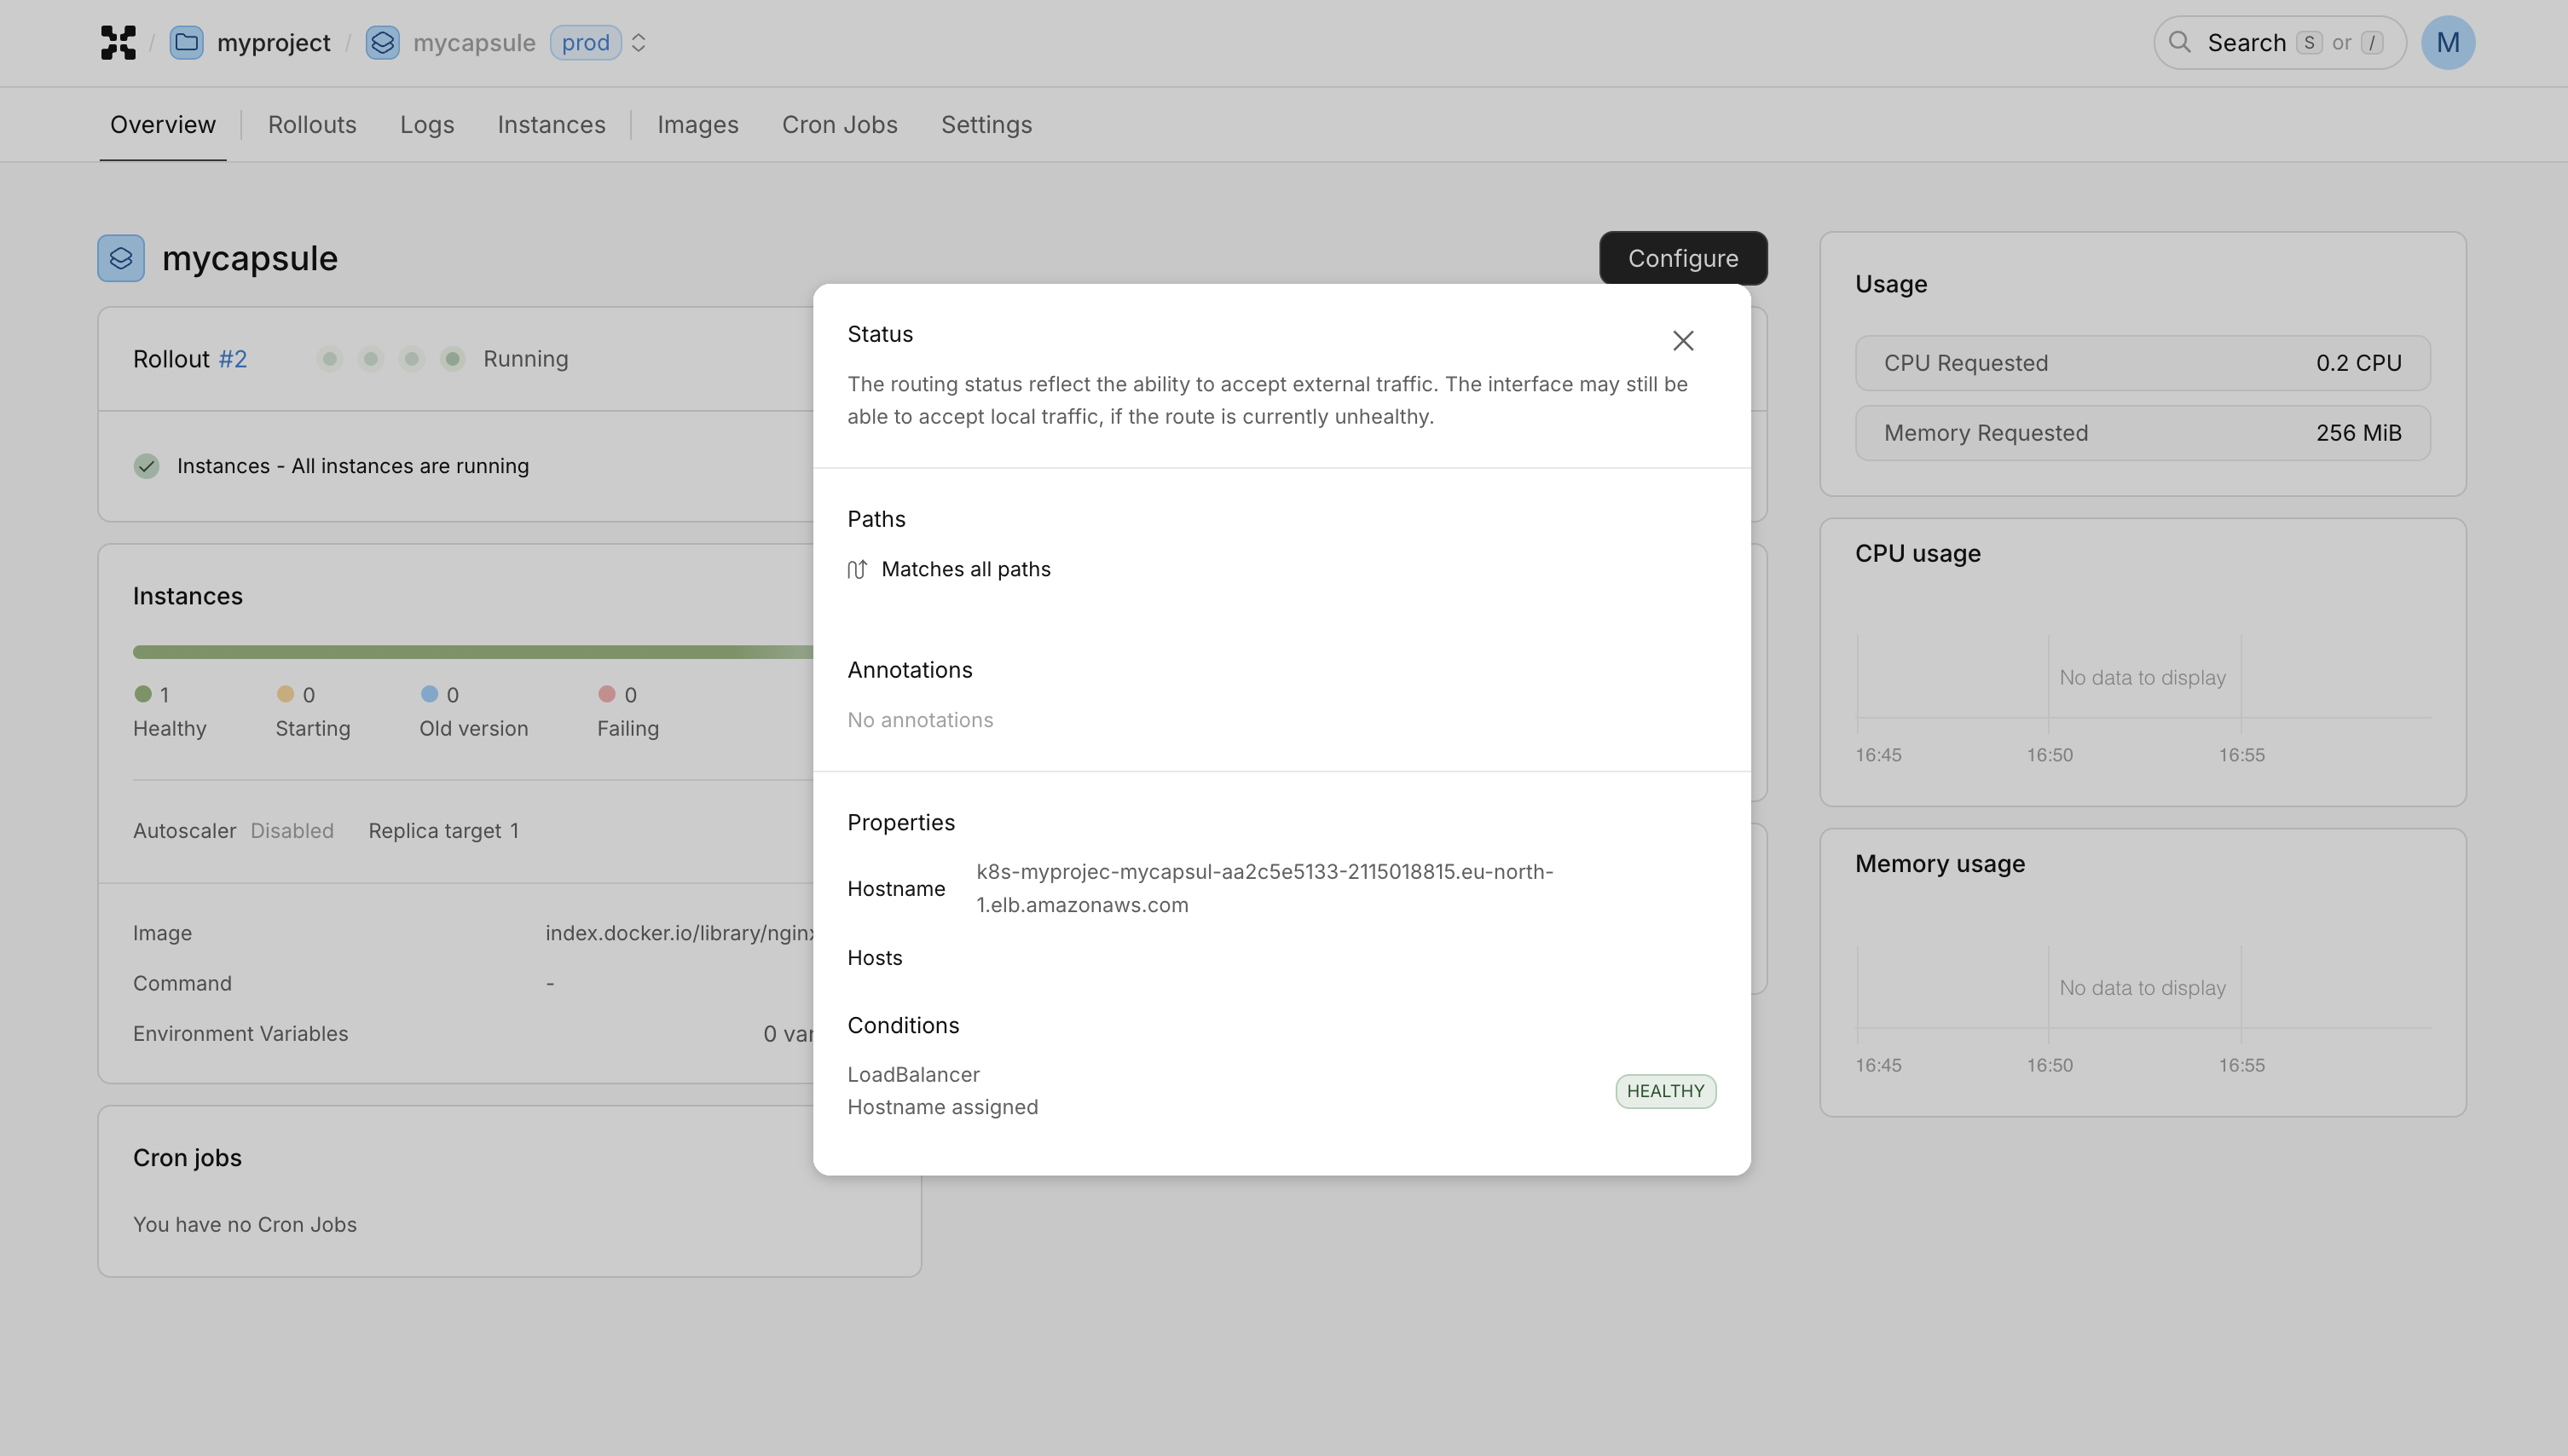 / myproject / mycapsule prod
Search S or /
M
Overview Rollouts Logs Instances Images Cron Jobs Settings
mycapsule
Configure
Rollout #2 Running
Instances - All instances are running
Instances
1 0 0 0
Healthy Starting Old version Failing
Autoscaler Disabled Replica target 1
Image index.docker.io/library/nginx
Command -
Environment Variables 0
Cron jobs
You have no Cron Jobs
Status
The routing status reflect the ability to accept external traffic. The interface may still be
able to accept local traffic, if the route is currently unhealthy.
Paths
Matches all paths
Annotations
No annotations
Properties
Hostname k8s-myprojec-mycapsul-aa2c5e5133-2115018815.eu-north-
1.elb.amazonaws.com
Hosts
Conditions
LoadBalancer
Hostname assigned
HEALTHY
Usage
CPU Requested 0.2 CPU
Memory Requested 256 MiB
CPU usage
No data to display
16:45 16:50 16:55
Memory usage
No data to display
16:45 16:50 16:55